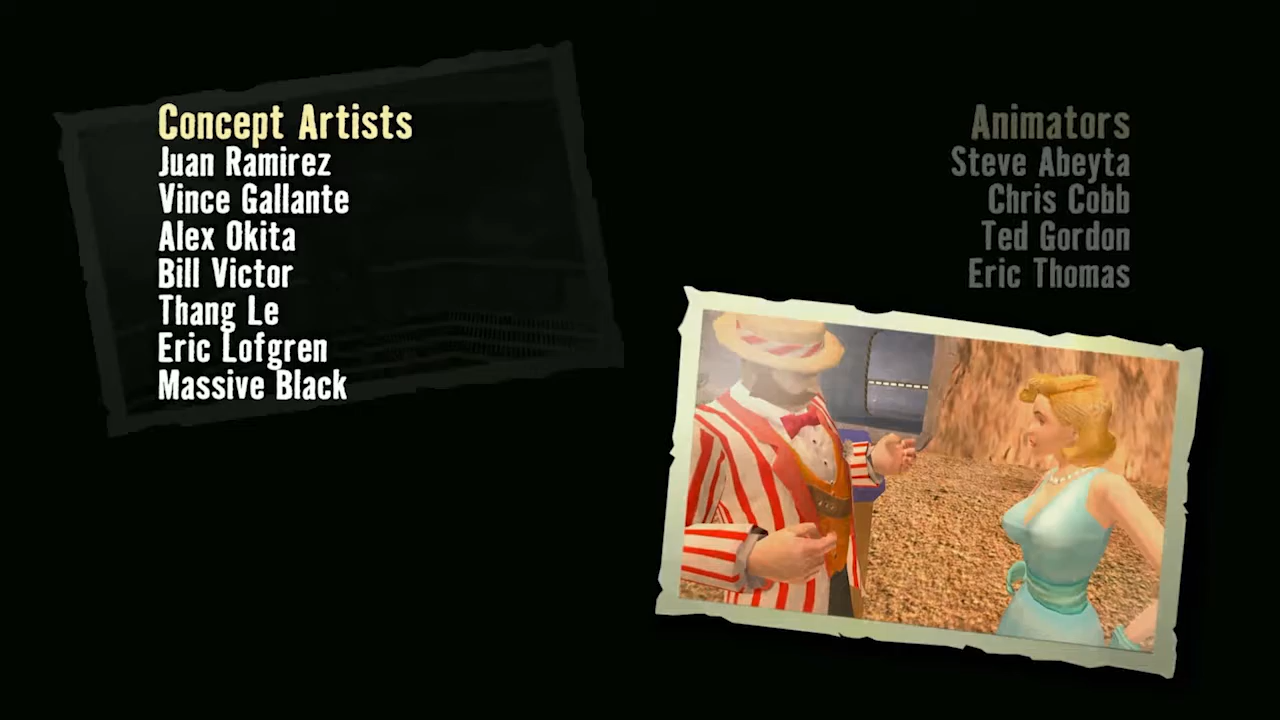 Concept Artists
Juan Ramirez
Vince Gallante
Alex Okita
Bill Victor
Thang Le
Eric Lofgren
Massive Black
Animators
Steve Abeyta
Chris Cobb
Ted Gordon
Eric Thomas